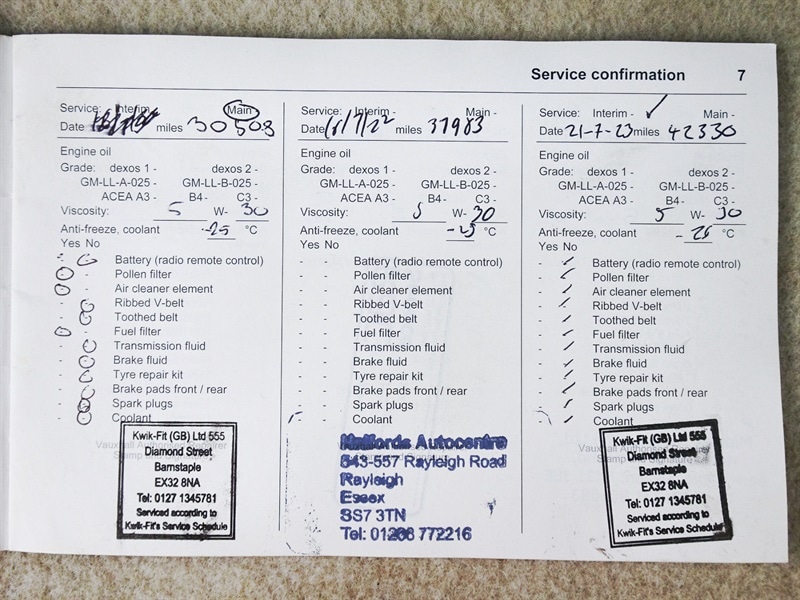 Service confirmation 7
Service: Interim - Main -
Date miles 30508
Engine oil
Grade: dexos 1 - dexos 2 -
GM-LL-A-025 - GM-LL-B-025 -
ACEA A3 - B4 - C3 -
Viscosity: 5 W- 30
Anti-freeze, coolant -25 °C
Yes No
- - Battery (radio remote control)
- - Pollen filter
- - Air cleaner element
- - Ribbed V-belt
- - Toothed belt
- - Fuel filter
- - Transmission fluid
- - Brake fluid
- - Tyre repair kit
- - Brake pads front / rear
- - Spark plugs
- - Coolant
Vauxhall Authorised Repairer
Kwik-Fit (GB) Ltd 555
Diamond Street
Barnstaple
EX32 8NA
Tel: 0127 1345781
Serviced according to
Kwik-Fit's Service Schedule
Service: Interim - Main -
Date miles 37983
Engine oil
Grade: dexos 1 - dexos 2 -
GM-LL-A-025 - GM-LL-B-025 -
ACEA A3 - B4 - C3 -
Viscosity: 5 W- 30
Anti-freeze, coolant -25 °C
Yes No
- - Battery (radio remote control)
- - Pollen filter
- - Air cleaner element
- - Ribbed V-belt
- - Toothed belt
- - Fuel filter
- - Transmission fluid
- - Brake fluid
- - Tyre repair kit
- - Brake pads front / rear
- - Spark plugs
- - Coolant
Halfords Autocentre
543-557 Rayleigh Road
Rayleigh
Essex
SS7 3TN
Tel: 01268 772216
Service: Interim - Main -
Date 21-7-23 miles 42330
Engine oil
Grade: dexos 1 - dexos 2 -
GM-LL-A-025 - GM-LL-B-025 -
ACEA A3 - B4 - C3 -
Viscosity: 5 W- 30
Anti-freeze, coolant - °C
Yes No
- - Battery (radio remote control)
- - Pollen filter
- - Air cleaner element
- - Ribbed V-belt
- - Toothed belt
- - Fuel filter
- - Transmission fluid
- - Brake fluid
- - Tyre repair kit
- - Brake pads front / rear
- - Spark plugs
- - Coolant
Kwik-Fit (GB) Ltd 555
Diamond Street
Barnstaple
EX32 8NA
Tel: 0127 1345781
Serviced according to
Kwik-Fit's Service Schedule